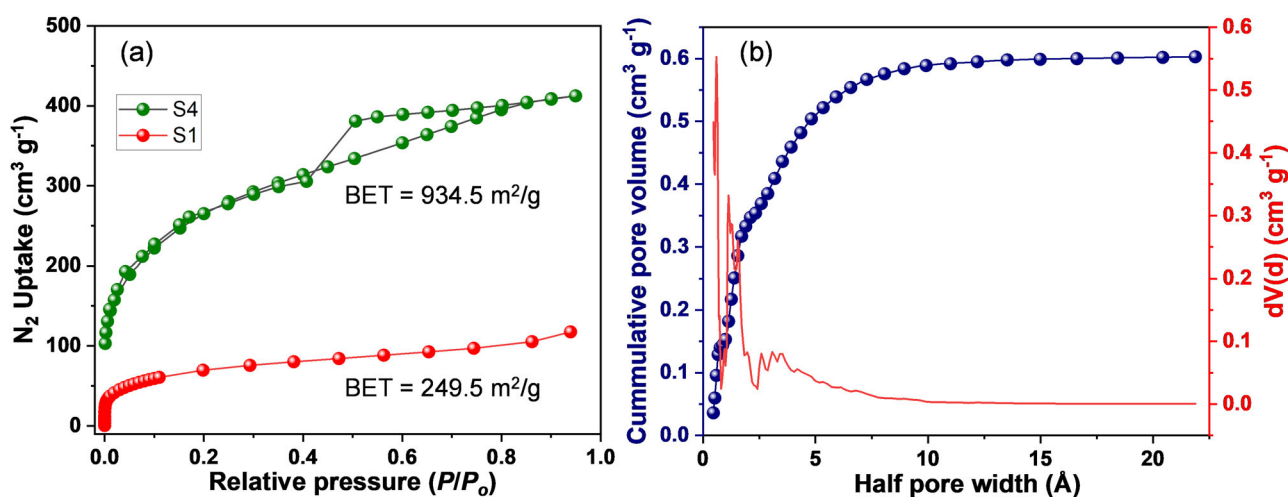 (a)
S4
S1
BET = 934.5 m²/g
BET = 249.5 m²/g
N₂ Uptake (cm³ g⁻¹)
500
400
300
200
100
0
0.0 0.2 0.4 0.6 0.8 1.0
Relative pressure (P/Pₒ)
(b)
Cummulative pore volume (cm³ g⁻¹)
0.6
0.5
0.4
0.3
0.2
0.1
0.0
0 5 10 15 20
Half pore width (Å)
0.6
0.5
0.4
0.3
0.2
0.1
0.0
dV(d) (cm³ g⁻¹)